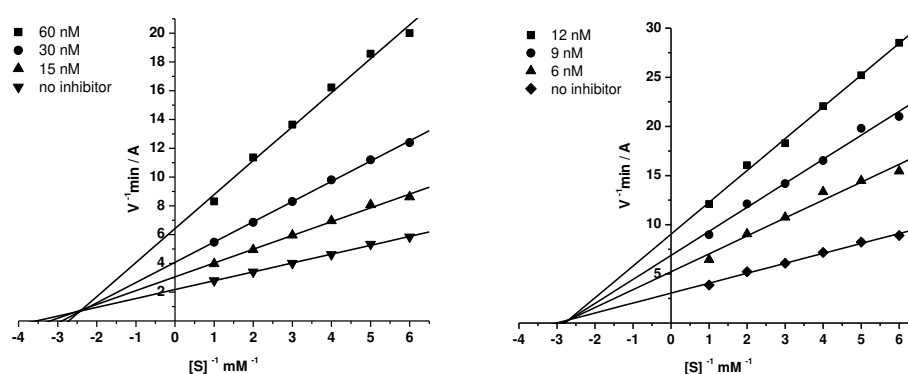 60 nM
30 nM
15 nM
no inhibitor
20
18
16
14
12
10
8
6
4
2
V⁻¹min / A
-4 -3 -2 -1 0 1 2 3 4 5 6
[S]⁻¹ mM⁻¹
12 nM
9 nM
6 nM
no inhibitor
30
25
20
15
10
5
V⁻¹min / A
-4 -3 -2 -1 0 1 2 3 4 5 6
[S]⁻¹ mM⁻¹